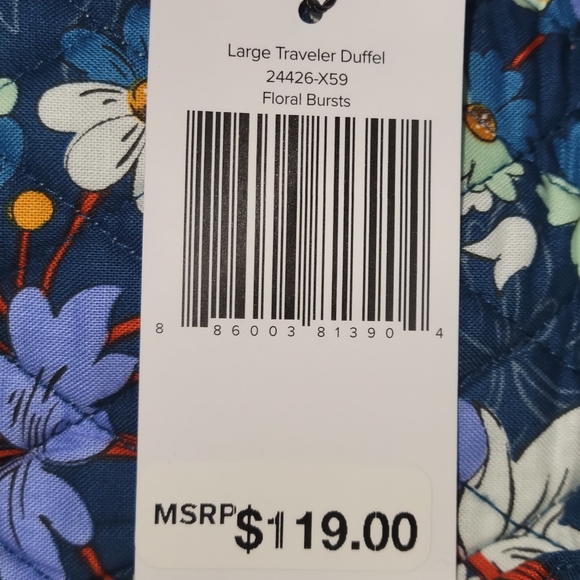 Large Traveler Duffel
24426-X59
Floral Bursts
8 86003 81390 4
MSRP $119.00